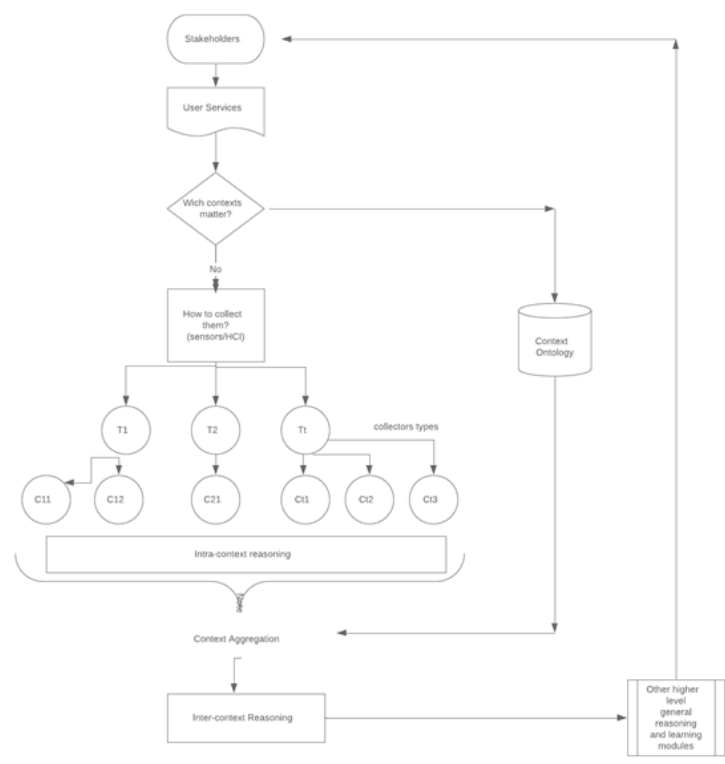 Stakeholders
User Services
Wich contexts
matter?
No
How to collect
them?
(sensors/HCI)
Context
Ontology
T1
T2
Tt
collectors types
C11
C12
C21
Ct1
Ct2
Ct3
Intra-context reasoning
Note
Context Aggregation
Inter-context Reasoning
Other higher
level
general
reasoning
and learning
modules